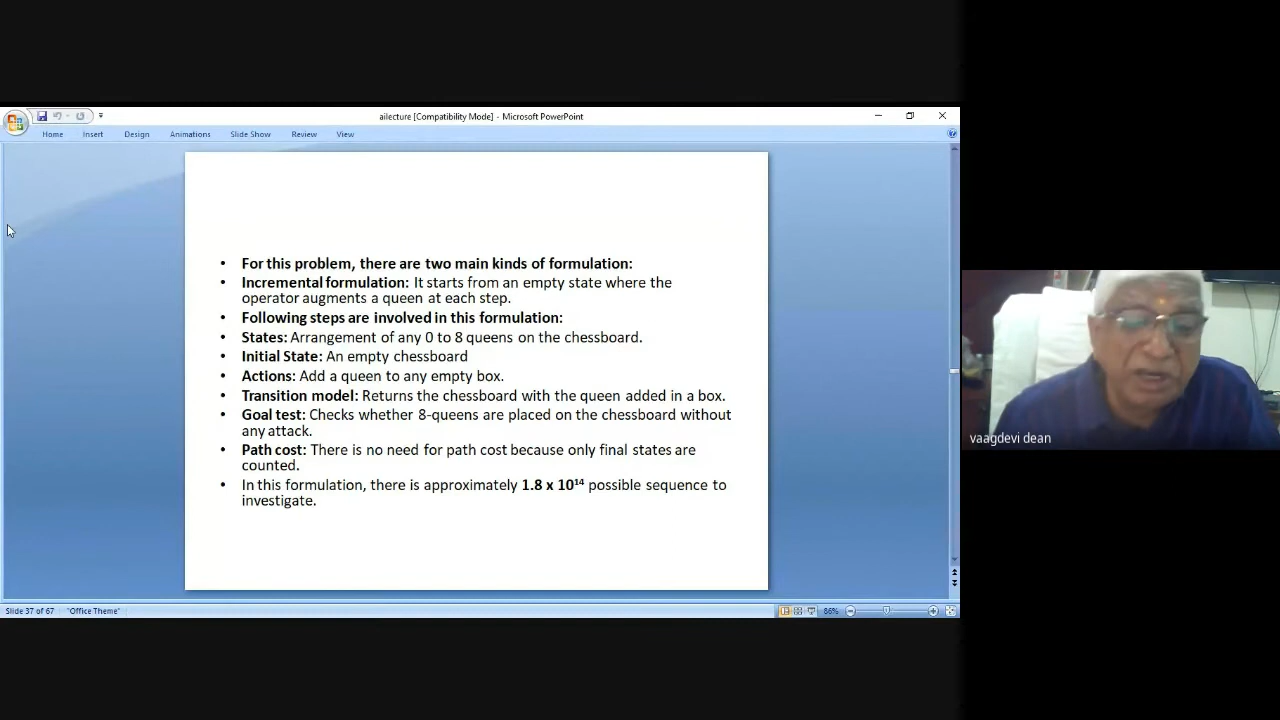 ailecture [Compatibility Mode] - Microsoft PowerPoint
Home Insert Design Animations Slide Show Review View
• For this problem, there are two main kinds of formulation:
• Incremental formulation: It starts from an empty state where the
operator augments a queen at each step.
• Following steps are involved in this formulation:
• States: Arrangement of any 0 to 8 queens on the chessboard.
• Initial State: An empty chessboard
• Actions: Add a queen to any empty box.
• Transition model: Returns the chessboard with the queen added in a box.
• Goal test: Checks whether 8-queens are placed on the chessboard without
any attack.
• Path cost: There is no need for path cost because only final states are
counted.
• In this formulation, there is approximately 1.8 x 10¹⁴ possible sequence to
investigate.
vaagdevi dean
Slide 37 of 67 "Office Theme" 86%